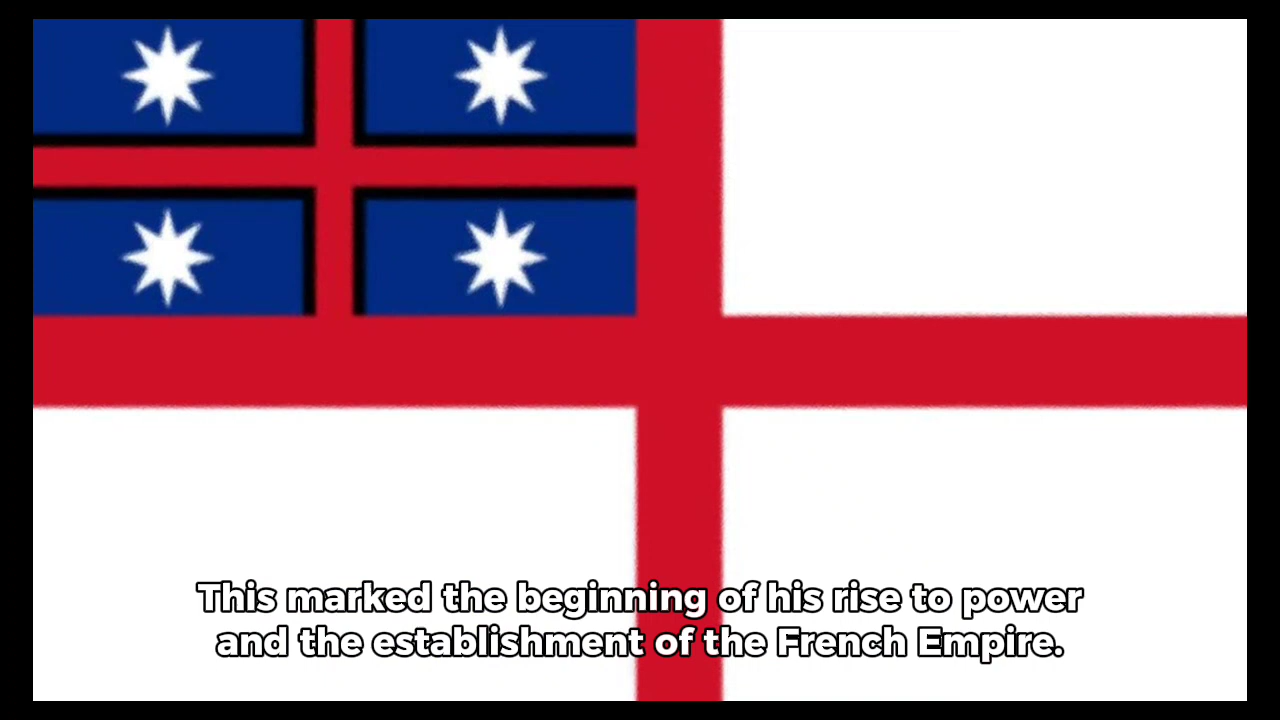 This marked the beginning of his rise to power
and the establishment of the French Empire.